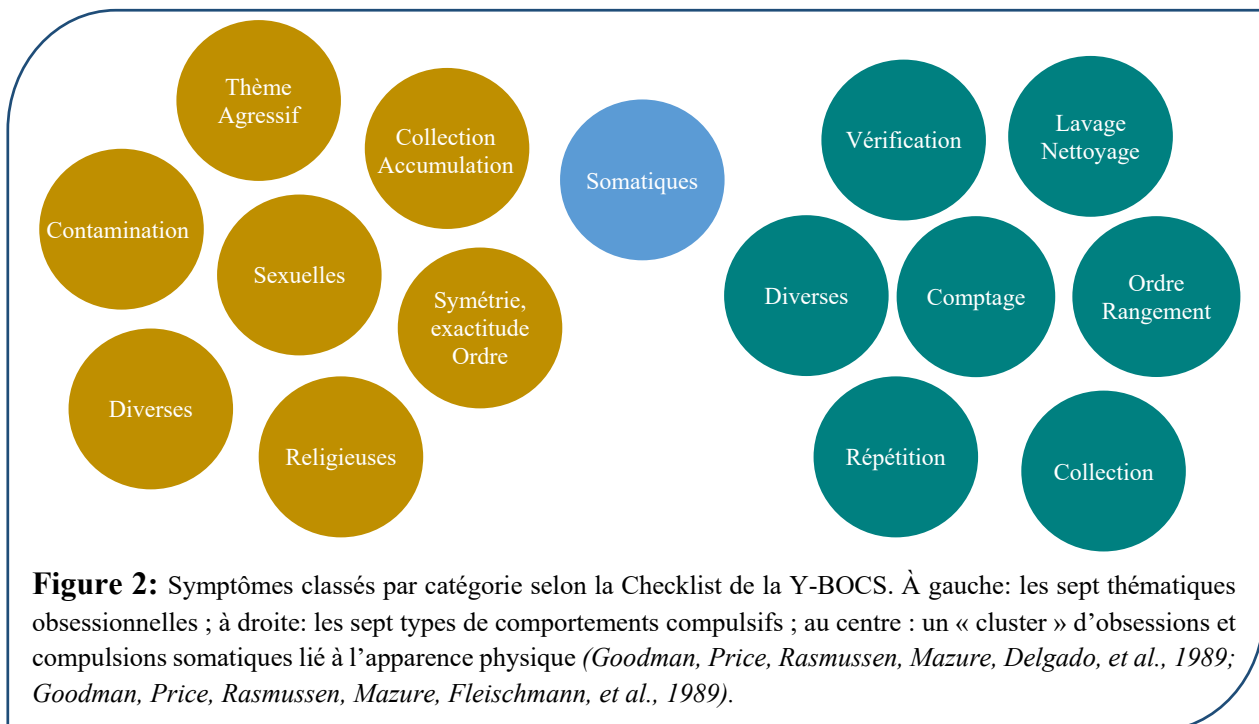 Thème
Agressif
Collection
Accumulation
Contamination
Sexuelles
Symétrie,
exactitude
Ordre
Diverses
Religieuses
Somatiques
Vérification
Lavage
Nettoyage
Diverses
Comptage
Ordre
Rangement
Répétition
Collection
Figure 2: Symptômes classés par catégorie selon la Checklist de la Y-BOCS. À gauche: les sept thématiques
obsessionnelles ; à droite: les sept types de comportements compulsifs ; au centre : un « cluster » d’obsessions et
compulsions somatiques lié à l’apparence physique (Goodman, Price, Rasmussen, Mazure, Delgado, et al., 1989;
Goodman, Price, Rasmussen, Mazure, Fleischmann, et al., 1989).